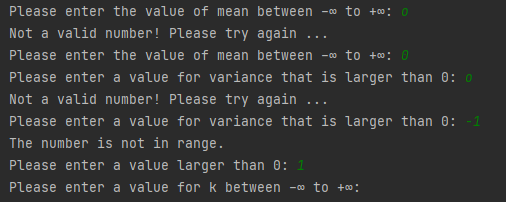 Please enter the value of mean between -∞ to +∞: o
Not a valid number! Please try again ...
Please enter the value of mean between -∞ to +∞: 0
Please enter a value for variance that is larger than 0: o
Not a valid number! Please try again ...
Please enter a value for variance that is larger than 0: -1
The number is not in range.
Please enter a value larger than 0: 1
Please enter a value for k between -∞ to +∞: